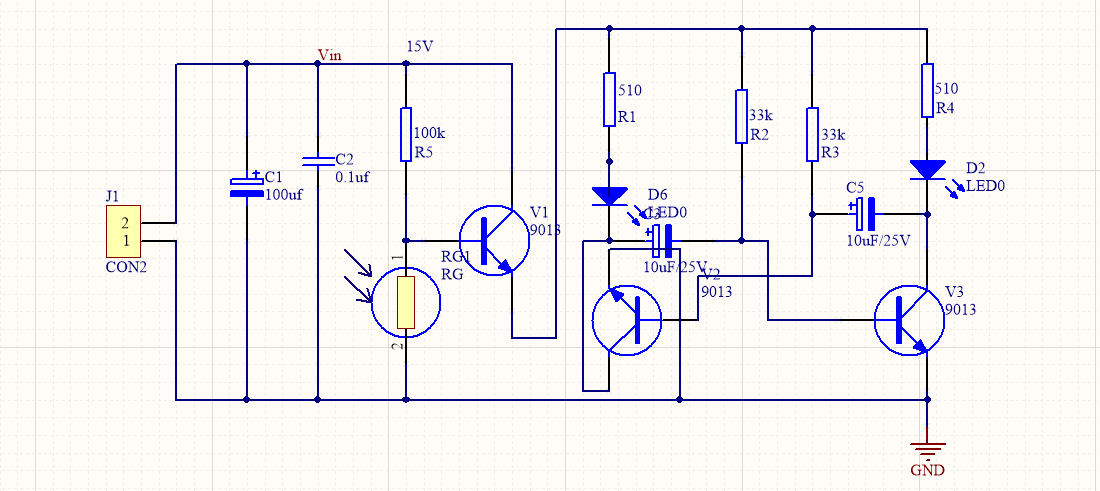 Vin
15V
J1
2
1
CON2
C1
100uf
C2
0.1uf
100k
R5
RG1
RG
1
2
V1
9013
510
R1
D6
LED0
10uF/25V
V2
9013
33k
R2
33k
R3
C5
10uF/25V
510
R4
D2
LED0
V3
9013
GND